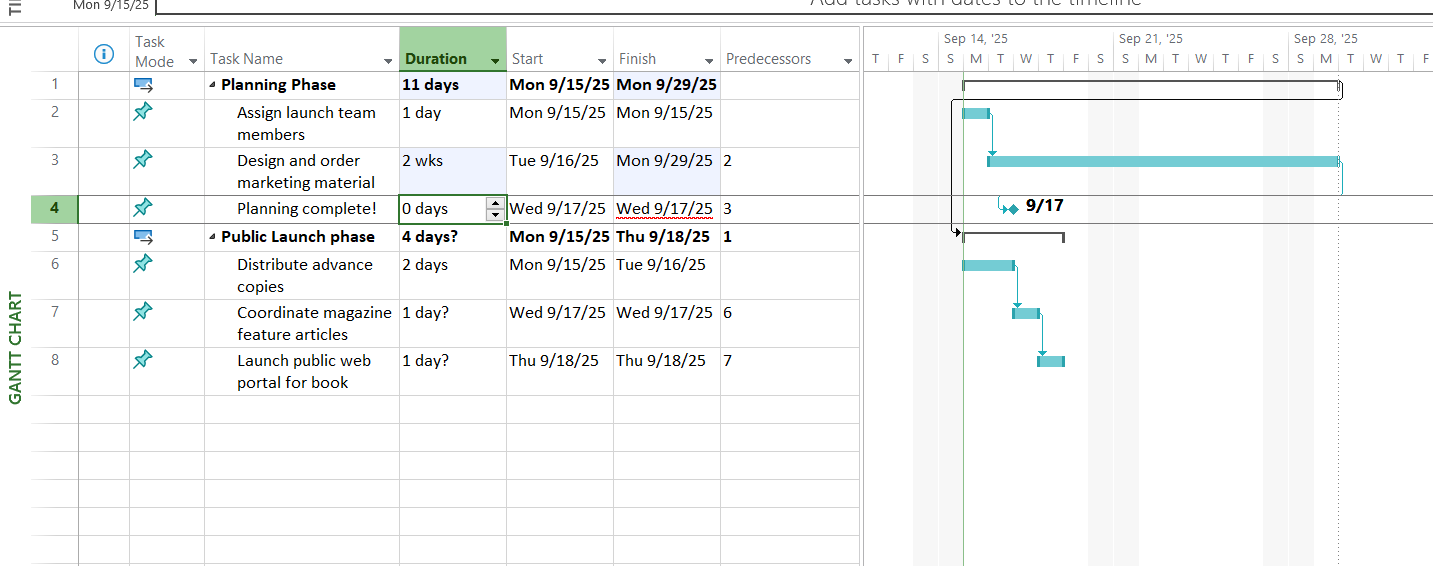 Mon 9/15/25
Add tasks with dates to the timeline
Task Mode Task Name Duration Start Finish Predecessors
Sep 14, '25 Sep 21, '25 Sep 28, '25
T F S S M T W T F S S M T W T F S S M T W T F
1 Planning Phase 11 days Mon 9/15/25 Mon 9/29/25
2 Assign launch team members 1 day Mon 9/15/25 Mon 9/15/25
3 Design and order marketing material 2 wks Tue 9/16/25 Mon 9/29/25 2
4 Planning complete! 0 days Wed 9/17/25 Wed 9/17/25 3 9/17
5 Public Launch phase 4 days? Mon 9/15/25 Thu 9/18/25 1
6 Distribute advance copies 2 days Mon 9/15/25 Tue 9/16/25
7 Coordinate magazine feature articles 1 day? Wed 9/17/25 Wed 9/17/25 6
8 Launch public web portal for book 1 day? Thu 9/18/25 Thu 9/18/25 7
GANTT CHART